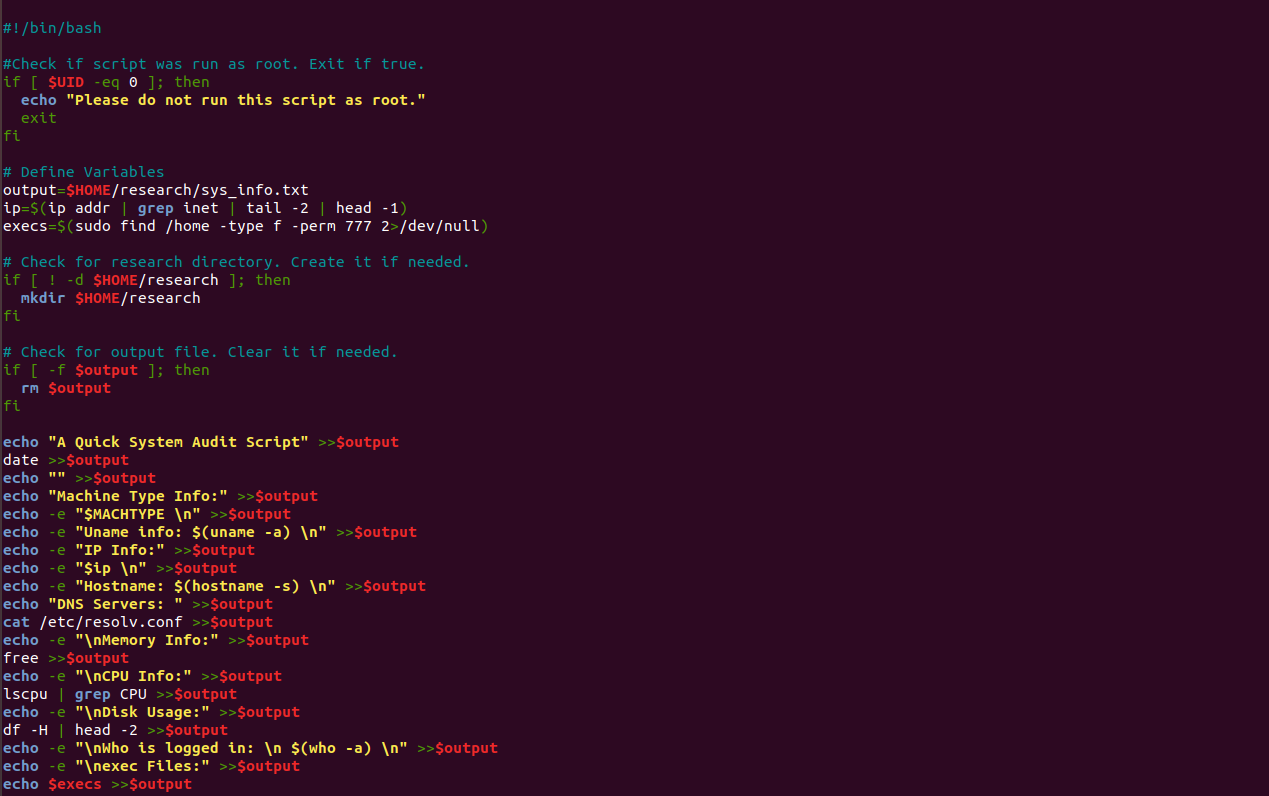 #!/bin/bash

#Check if script was run as root. Exit if true.
if [ $UID -eq 0 ]; then
  echo "Please do not run this script as root."
  exit
fi

# Define Variables
output=$HOME/research/sys_info.txt
ip=$(ip addr | grep inet | tail -2 | head -1)
execs=$(sudo find /home -type f -perm 777 2>/dev/null)

# Check for research directory. Create it if needed.
if [ ! -d $HOME/research ]; then
  mkdir $HOME/research
fi

# Check for output file. Clear it if needed.
if [ -f $output ]; then
  rm $output
fi

echo "A Quick System Audit Script" >>$output
date >>$output
echo "" >>$output
echo "Machine Type Info:" >>$output
echo -e "$MACHTYPE \n" >>$output
echo -e "Uname info: $(uname -a) \n" >>$output
echo -e "IP Info:" >>$output
echo -e "$ip \n" >>$output
echo -e "Hostname: $(hostname -s) \n" >>$output
echo "DNS Servers: " >>$output
cat /etc/resolv.conf >>$output
echo -e "\nMemory Info:" >>$output
free >>$output
echo -e "\nCPU Info:" >>$output
lscpu | grep CPU >>$output
echo -e "\nDisk Usage:" >>$output
df -H | head -2 >>$output
echo -e "\nWho is logged in: \n $(who -a) \n" >>$output
echo -e "\nexec Files:" >>$output
echo $execs >>$output